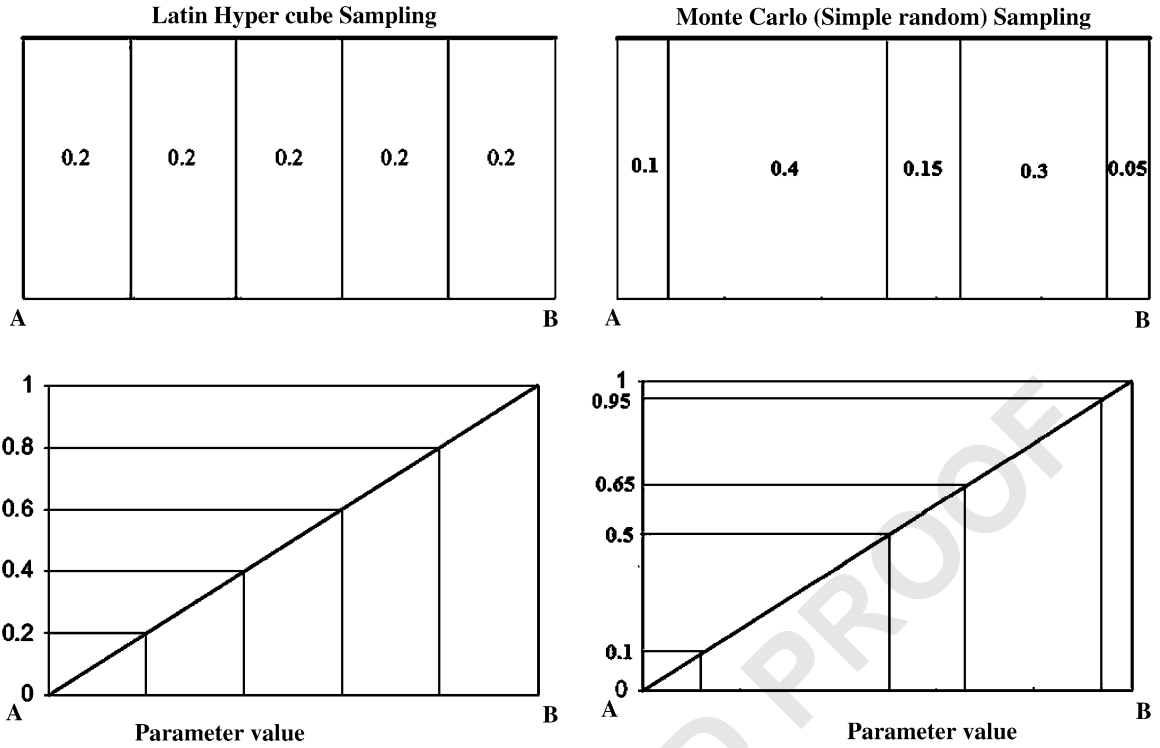 Latin Hyper cube Sampling
0.2 0.2 0.2 0.2 0.2
A B
Monte Carlo (Simple random) Sampling
0.1 0.4 0.15 0.3 0.05
A B
1
0.8
0.6
0.4
0.2
0
A B
Parameter value
1
0.95
0.65
0.5
0.1
0
A B
Parameter value
D PROOF